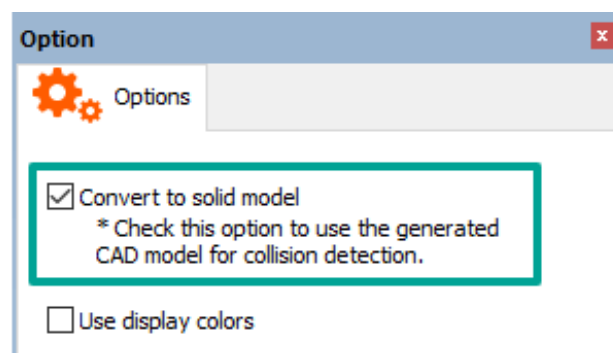 Option
x
Options
Convert to solid model
* Check this option to use the generated
CAD model for collision detection.
Use display colors